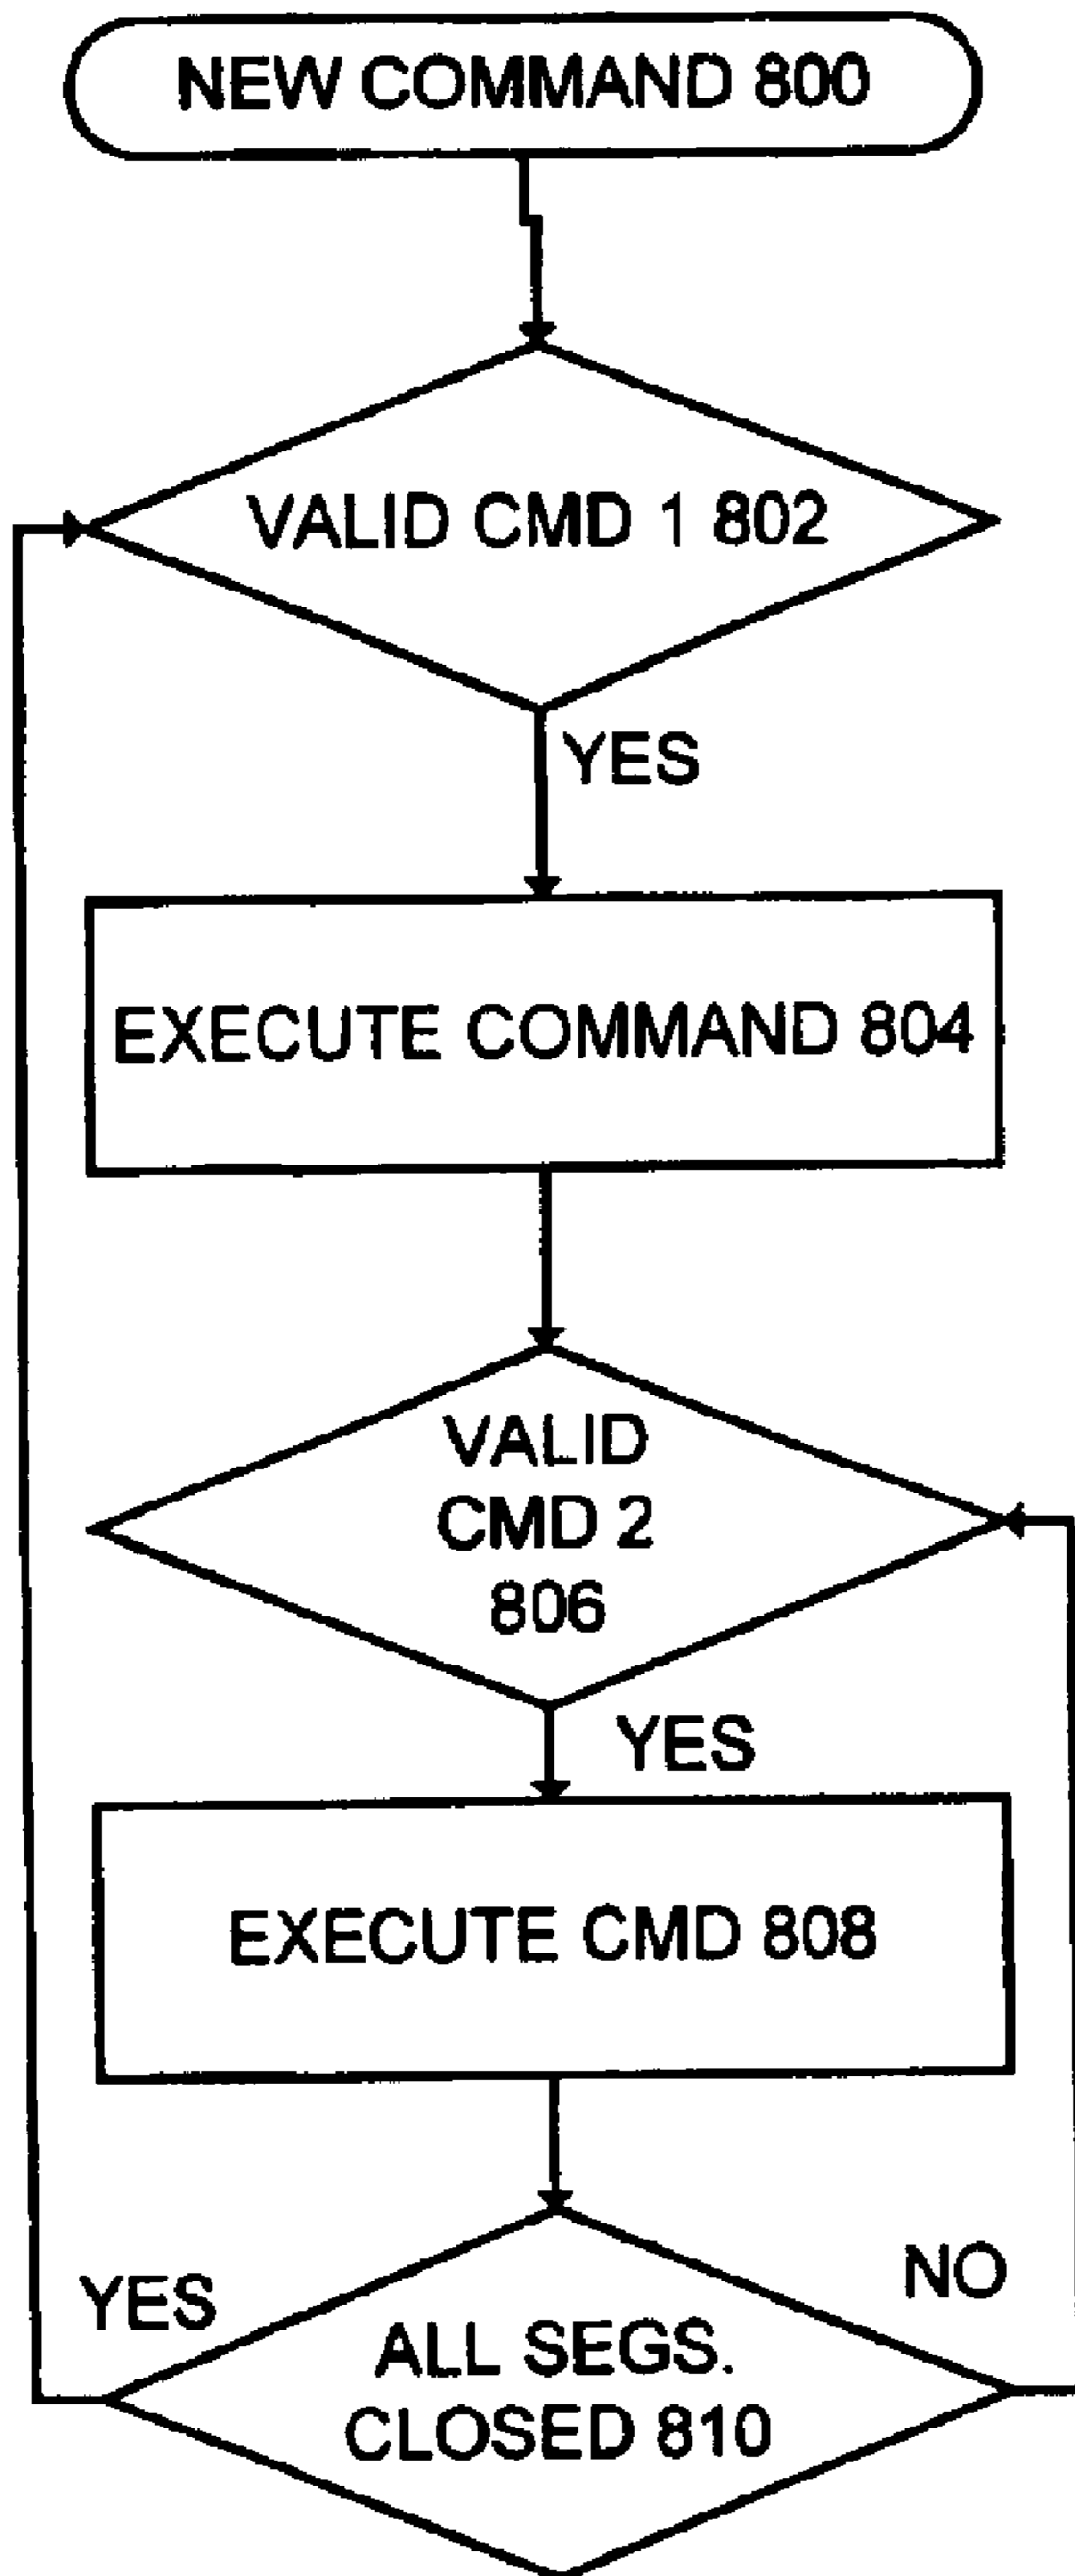 NEW COMMAND 800
VALID CMD 1 802
YES
EXECUTE COMMAND 804
VALID
CMD 2
806
YES
EXECUTE CMD 808
YES
NO
ALL SEGS.
CLOSED 810